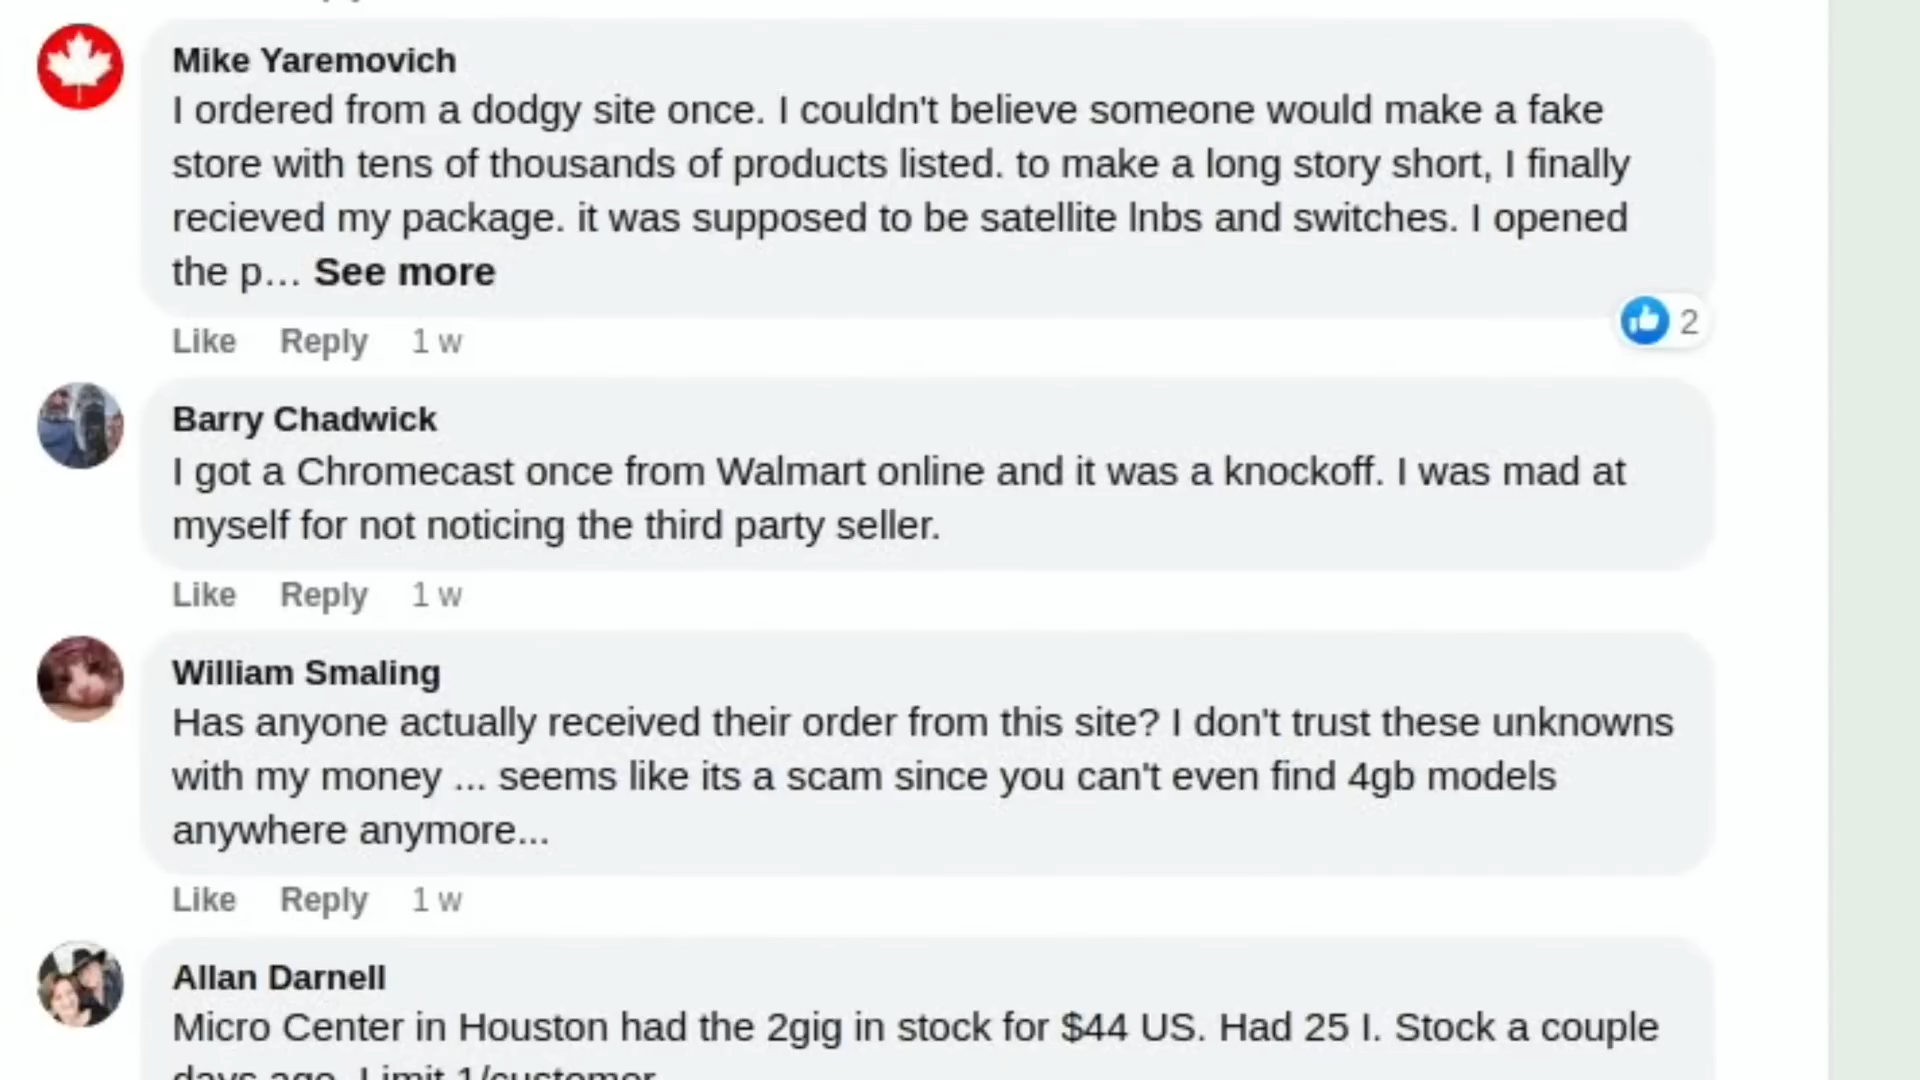 Mike Yaremovich
I ordered from a dodgy site once. I couldn't believe someone would make a fake
store with tens of thousands of products listed. to make a long story short, I finally
recieved my package. it was supposed to be satellite lnbs and switches. I opened
the p... See more
2
Like Reply 1 w
Barry Chadwick
I got a Chromecast once from Walmart online and it was a knockoff. I was mad at
myself for not noticing the third party seller.
Like Reply 1 w
William Smaling
Has anyone actually received their order from this site? I don't trust these unknowns
with my money ... seems like its a scam since you can't even find 4gb models
anywhere anymore...
Like Reply 1 w
Allan Darnell
Micro Center in Houston had the 2gig in stock for $44 US. Had 25 I. Stock a couple
days ago. Limit 1/customer